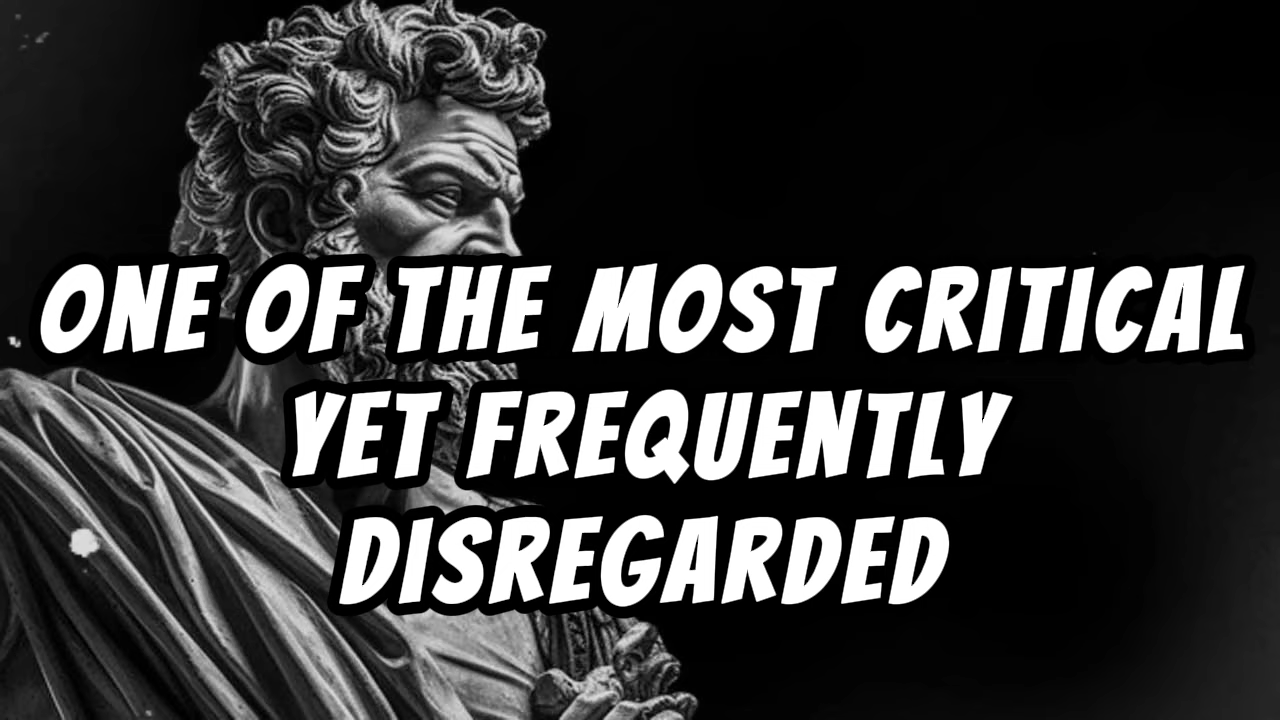 ONE OF THE MOST CRITICAL
YET FREQUENTLY
DISREGARDED